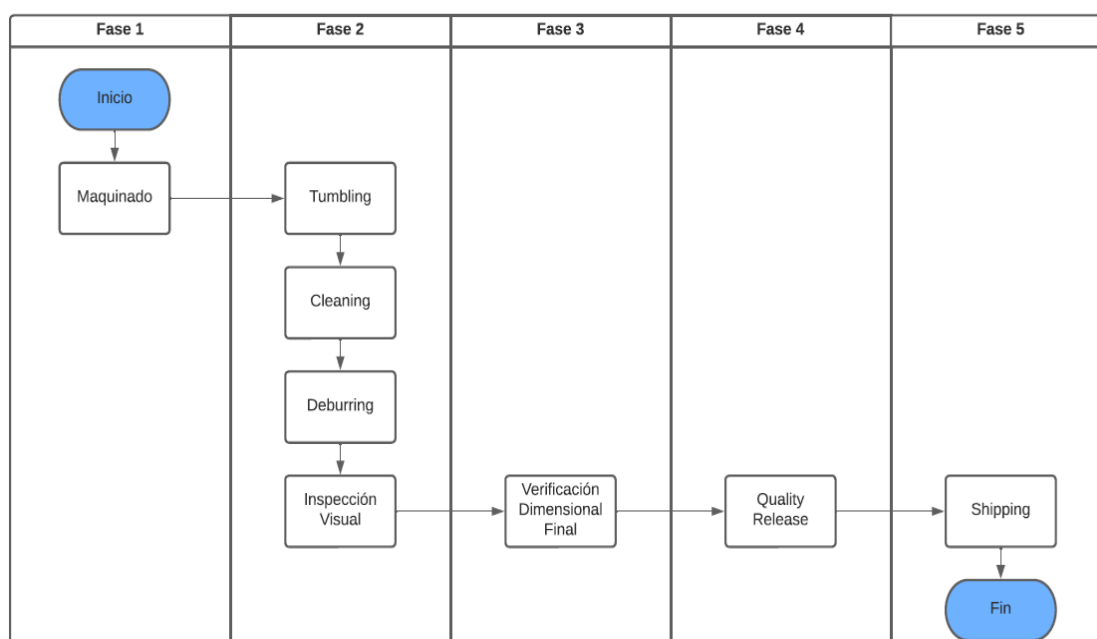 Fase 1
Fase 2
Fase 3
Fase 4
Fase 5
Inicio
Maquinado
Tumbling
Cleaning
Deburring
Inspección
Visual
Verificación
Dimensional
Final
Quality
Release
Shipping
Fin